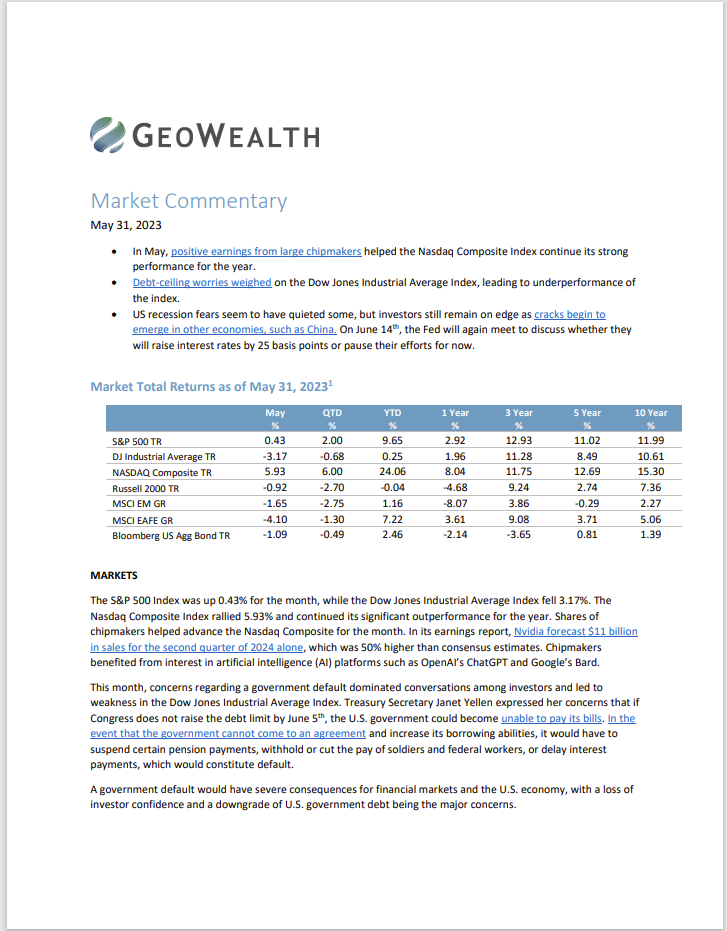 GEOWEALTH
Market Commentary
May 31, 2023
• In May, positive earnings from large chipmakers helped the Nasdaq Composite Index continue its strong
performance for the year.
• Debt-ceiling worries weighed on the Dow Jones Industrial Average Index, leading to underperformance of
the index.
• US recession fears seem to have quieted some, but investors still remain on edge as cracks begin to
emerge in other economies, such as China. On June 14th, the Fed will again meet to discuss whether they
will raise interest rates by 25 basis points or pause their efforts for now.
Market Total Returns as of May 31, 2023¹
May QTD YTD 1 Year 3 Year 5 Year 10 Year
% % % % % % %
S&P 500 TR 0.43 2.00 9.65 2.92 12.93 11.02 11.99
DJ Industrial Average TR -3.17 -0.68 0.25 1.96 11.28 8.49 10.61
NASDAQ Composite TR 5.93 6.00 24.06 8.04 11.75 12.69 15.30
Russell 2000 TR -0.92 -2.70 -0.04 -4.68 9.24 2.74 7.36
MSCI EM GR -1.65 -2.75 1.16 -8.07 3.86 -0.29 2.27
MSCI EAFE GR -4.10 -1.30 7.22 3.61 9.08 3.71 5.06
Bloomberg US Agg Bond TR -1.09 -0.49 2.46 -2.14 -3.65 0.81 1.39
MARKETS
The S&P 500 Index was up 0.43% for the month, while the Dow Jones Industrial Average Index fell 3.17%. The
Nasdaq Composite Index rallied 5.93% and continued its significant outperformance for the year. Shares of
chipmakers helped advance the Nasdaq Composite for the month. In its earnings report, Nvidia forecast $11 billion
in sales for the second quarter of 2024 alone, which was 50% higher than consensus estimates. Chipmakers
benefited from interest in artificial intelligence (AI) platforms such as OpenAI's ChatGPT and Google's Bard.
This month, concerns regarding a government default dominated conversations among investors and led to
weakness in the Dow Jones Industrial Average Index. Treasury Secretary Janet Yellen expressed her concerns that if
Congress does not raise the debt limit by June 5th, the U.S. government could become unable to pay its bills. In the
event that the government cannot come to an agreement and increase its borrowing abilities, it would have to
suspend certain pension payments, withhold or cut the pay of soldiers and federal workers, or delay interest
payments, which would constitute default.
A government default would have severe consequences for financial markets and the U.S. economy, with a loss of
investor confidence and a downgrade of U.S. government debt being the major concerns.